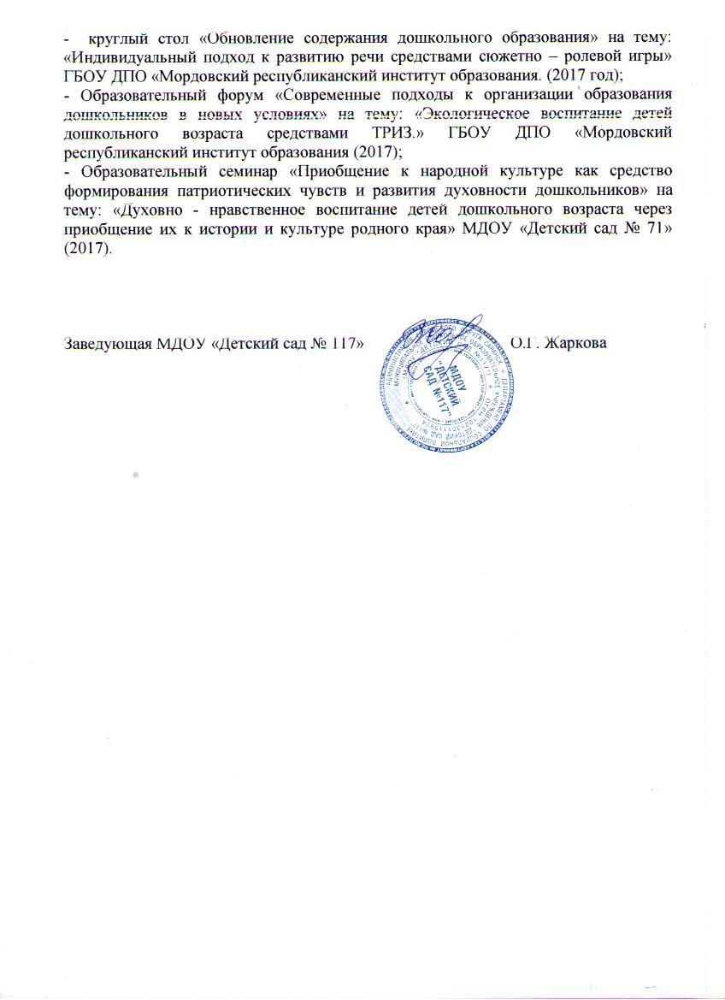 - круглый стол «Обновление содержания дошкольного образования» на тему:
«Индивидуальный подход к развитию речи средствами сюжетно – ролевой игры»
ГБОУ ДПО «Мордовский республиканский институт образования. (2017 год);
- Образовательный форум «Современные подходы к организации образования
дошкольников в новых условиях» на тему: «Экологическое воспитание детей
дошкольного возраста средствами ТРИЗ.» ГБОУ ДПО «Мордовский
республиканский институт образования (2017);
- Образовательный семинар «Приобщение к народной культуре как средство
формирования патриотических чувств и развития духовности дошкольников» на
тему: «Духовно - нравственное воспитание детей дошкольного возраста через
приобщение их к истории и культуре родного края» МДОУ «Детский сад № 71»
(2017).
Заведующая МДОУ «Детский сад № 117» О.Г. Жаркова
МДОУ
"ДЕТСКИЙ
САД №117"